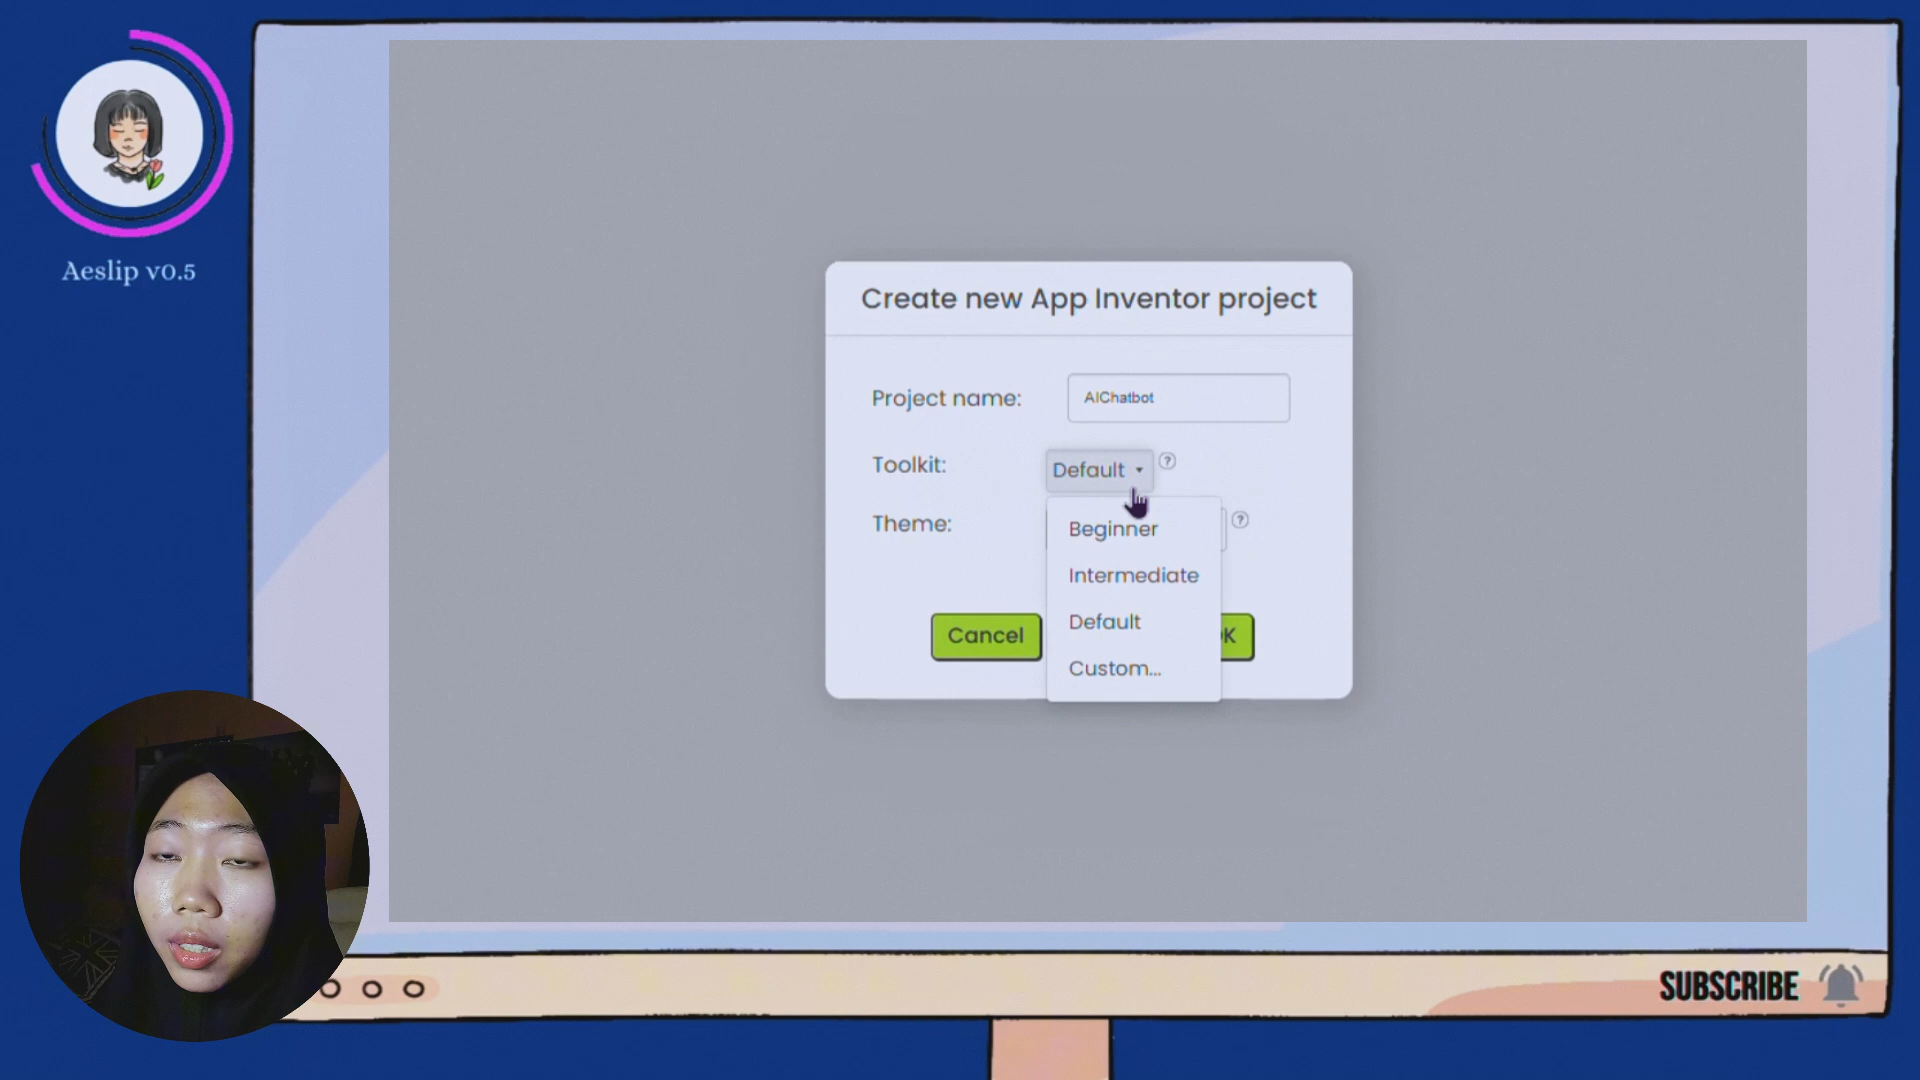 Aeslip v0.5
Create new App Inventor project
Project name: AIChatbot
Toolkit: Default
Theme:
Beginner
Intermediate
Default
Custom...
Cancel
K
SUBSCRIBE